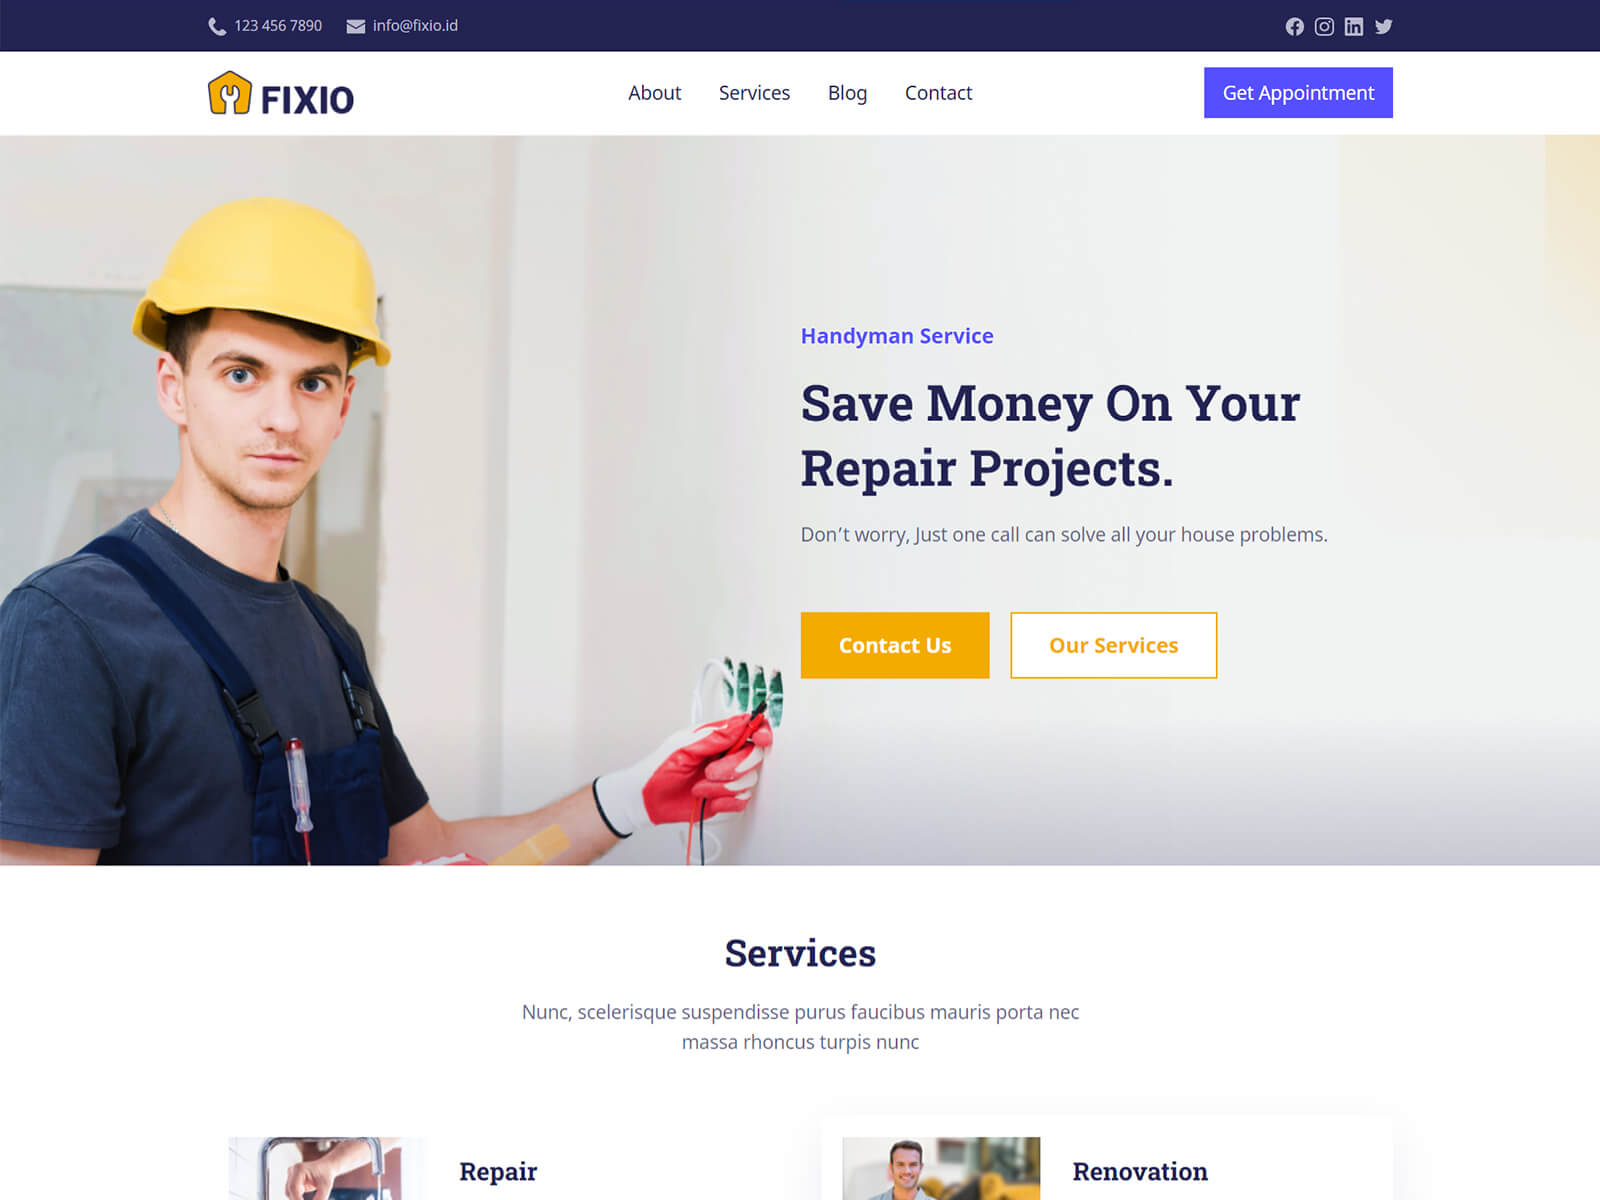 123 456 7890 info@fixio.id
FIXIO About Services Blog Contact Get Appointment
Handyman Service
Save Money On Your
Repair Projects.
Don’t worry, Just one call can solve all your house problems.
Contact Us Our Services
Services
Nunc, scelerisque suspendisse purus faucibus mauris porta nec
massa rhoncus turpis nunc
Repair Renovation